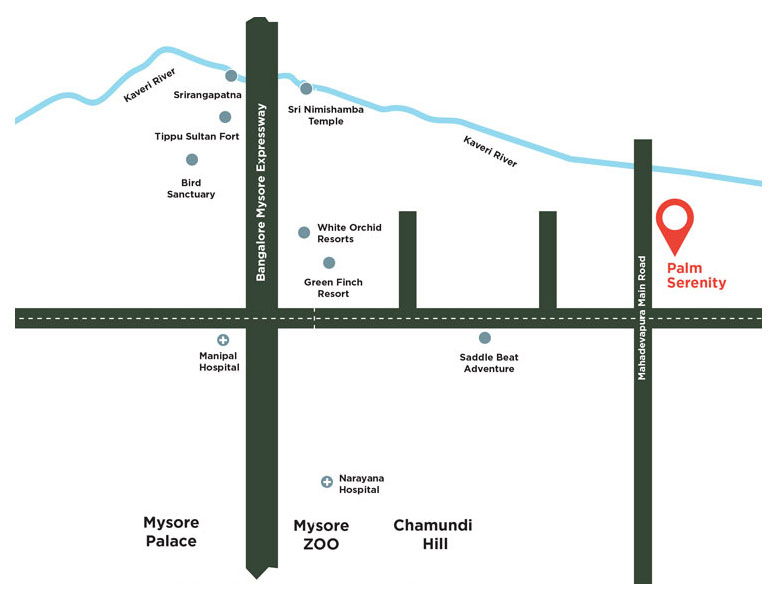 Kaveri River
Srirangapatna
Sri Nimishamba
Temple
Tippu Sultan Fort
Kaveri River
Bird
Sanctuary
Bangalore Mysore Expressway
White Orchid
Resorts
Green Finch
Resort
Palm
Serenity
Mahadevapura Main Road
Manipal
Hospital
Saddle Beat
Adventure
Narayana
Hospital
Mysore
Palace
Mysore
ZOO
Chamundi
Hill